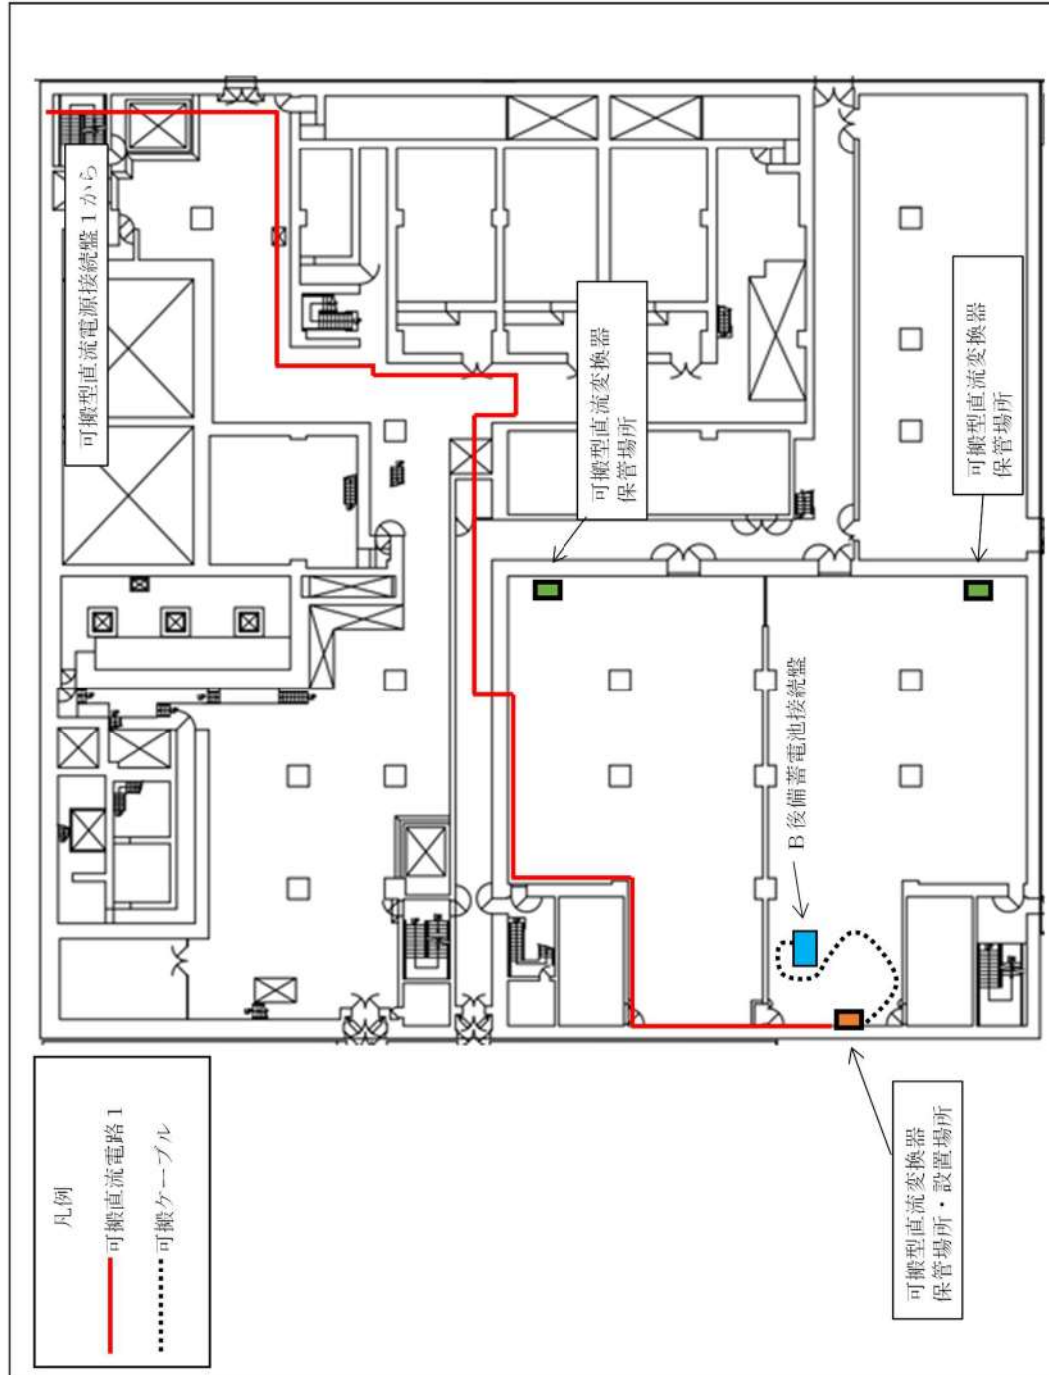 凡例
可搬直流電路1
可搬ケーブル
可搬型直流電源接続盤1から
可搬型直流変換器
保管場所
可搬型直流変換器
保管場所
B後備蓄電池接続盤
可搬型直流変換器
保管場所・設置場所